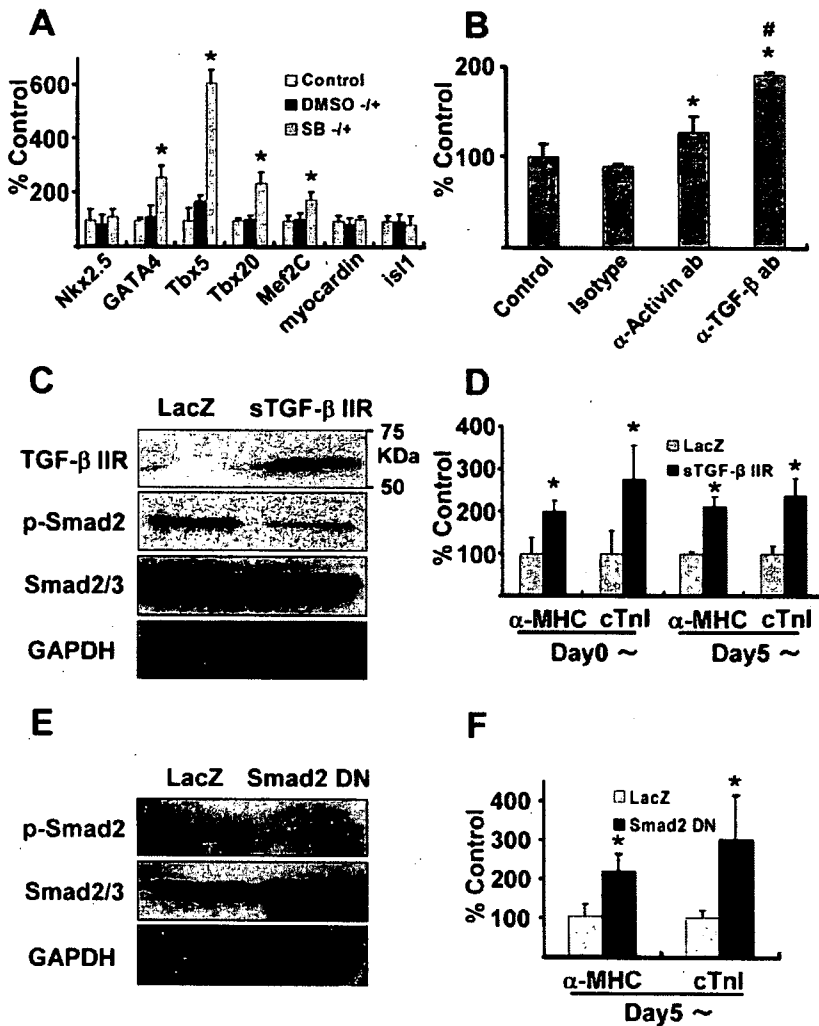 A
% Control
600
400
200
*
*
*
*
Control
DMSO -/+
SB -/+
Nkx2.5
GATA4
Tbx5
Tbx20
Mef2C
myocardin
isl1
B
% Control
200
100
0
*
#
*
Control
Isotype
α-Activin ab
α-TGF-β ab
C
LacZ sTGF-β IIR
TGF-β IIR
75
KDa
50
p-Smad2
Smad2/3
GAPDH
D
% Control
400
300
200
100
LacZ
sTGF-β IIR
*
*
*
*
α-MHC cTnI α-MHC cTnI
Day0 ~ Day5 ~
E
LacZ Smad2 DN
p-Smad2
Smad2/3
GAPDH
F
% Control
400
300
200
100
LacZ
Smad2 DN
*
*
α-MHC cTnI
Day5 ~